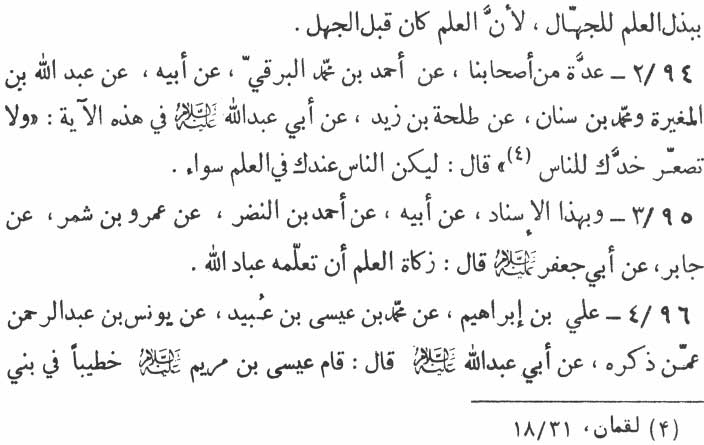 ببذل العلم للجهّال ، لأنَّ العلم كان قبل الجهل .
٢/٩٤ ـ عدَّة من أصحابنا ، عن أحمد بن محمّد البرقيّ ، عن أبيه ، عن عبد الله بن
المغيرة ومحمّد بن سنان ، عن طلحة بن زيد ، عن أبي عبدالله عليه السلام في هذه الآية : «ولا
تصعّر خدَّك للناس (٤)» قال : ليكن الناس عندك في العلم سواء .
٣/٩٥ ـ وبهذا الإسناد ، عن أبيه ، عن أحمد بن النضر ، عن عمرو بن شمر ، عن
جابر ، عن أبي جعفر عليه السلام قال : زكاة العلم أن تعلّمه عباد الله .
٤/٩٦ ـ علي بن إبراهيم ، عن محمّد بن عيسى بن عُبيد ، عن يونس بن عبدالرحمن
عمّن ذكره ، عن أبي عبدالله عليه السلام قال : قام عيسى بن مريم عليه السلام خطيباً في بني
(۴) لقمان ، ١٨/٣١